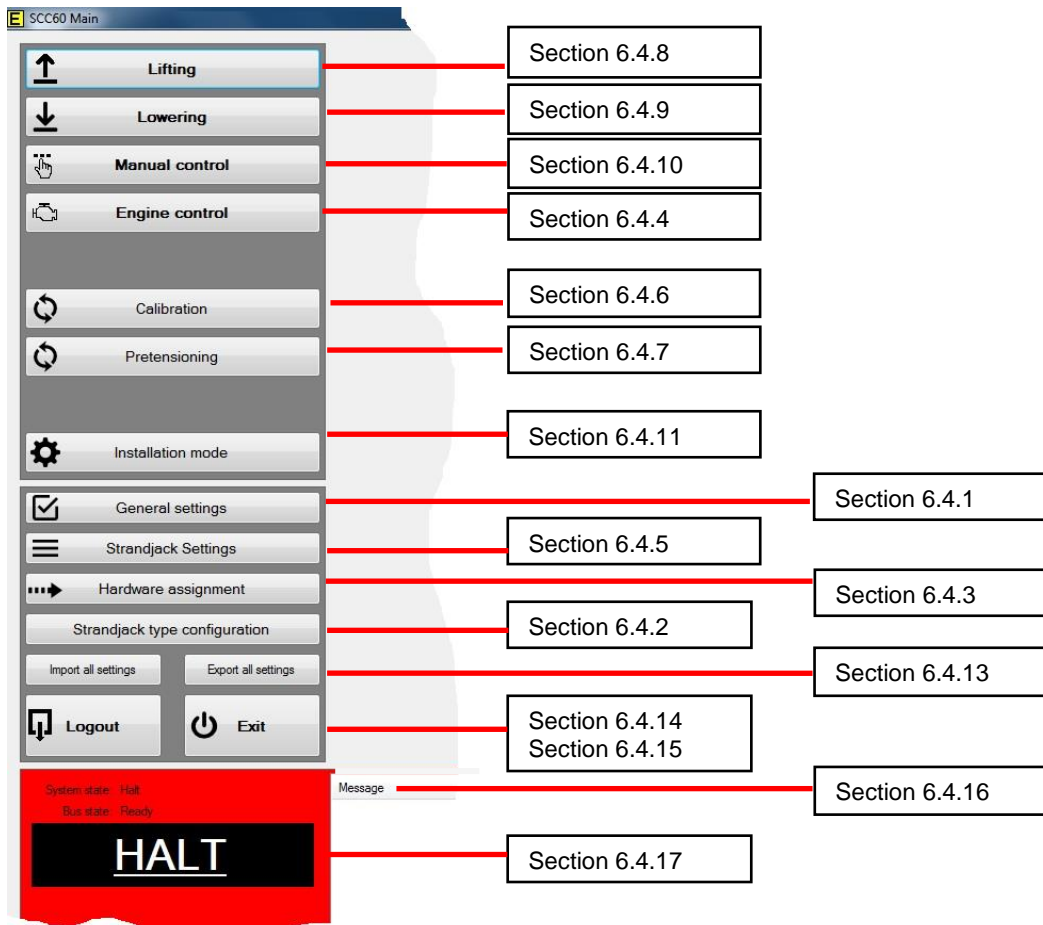 E SCC60 Main
Lifting
Section 6.4.8
Lowering
Section 6.4.9
Manual control
Section 6.4.10
Engine control
Section 6.4.4
Calibration
Section 6.4.6
Pretensioning
Section 6.4.7
Installation mode
Section 6.4.11
General settings
Section 6.4.1
Strandjack Settings
Section 6.4.5
Hardware assignment
Section 6.4.3
Strandjack type configuration
Section 6.4.2
Import all settings
Export all settings
Section 6.4.13
Logout
Exit
Section 6.4.14
Section 6.4.15
System state: Halt
Bus state: Ready
Message
Section 6.4.16
HALT
Section 6.4.17